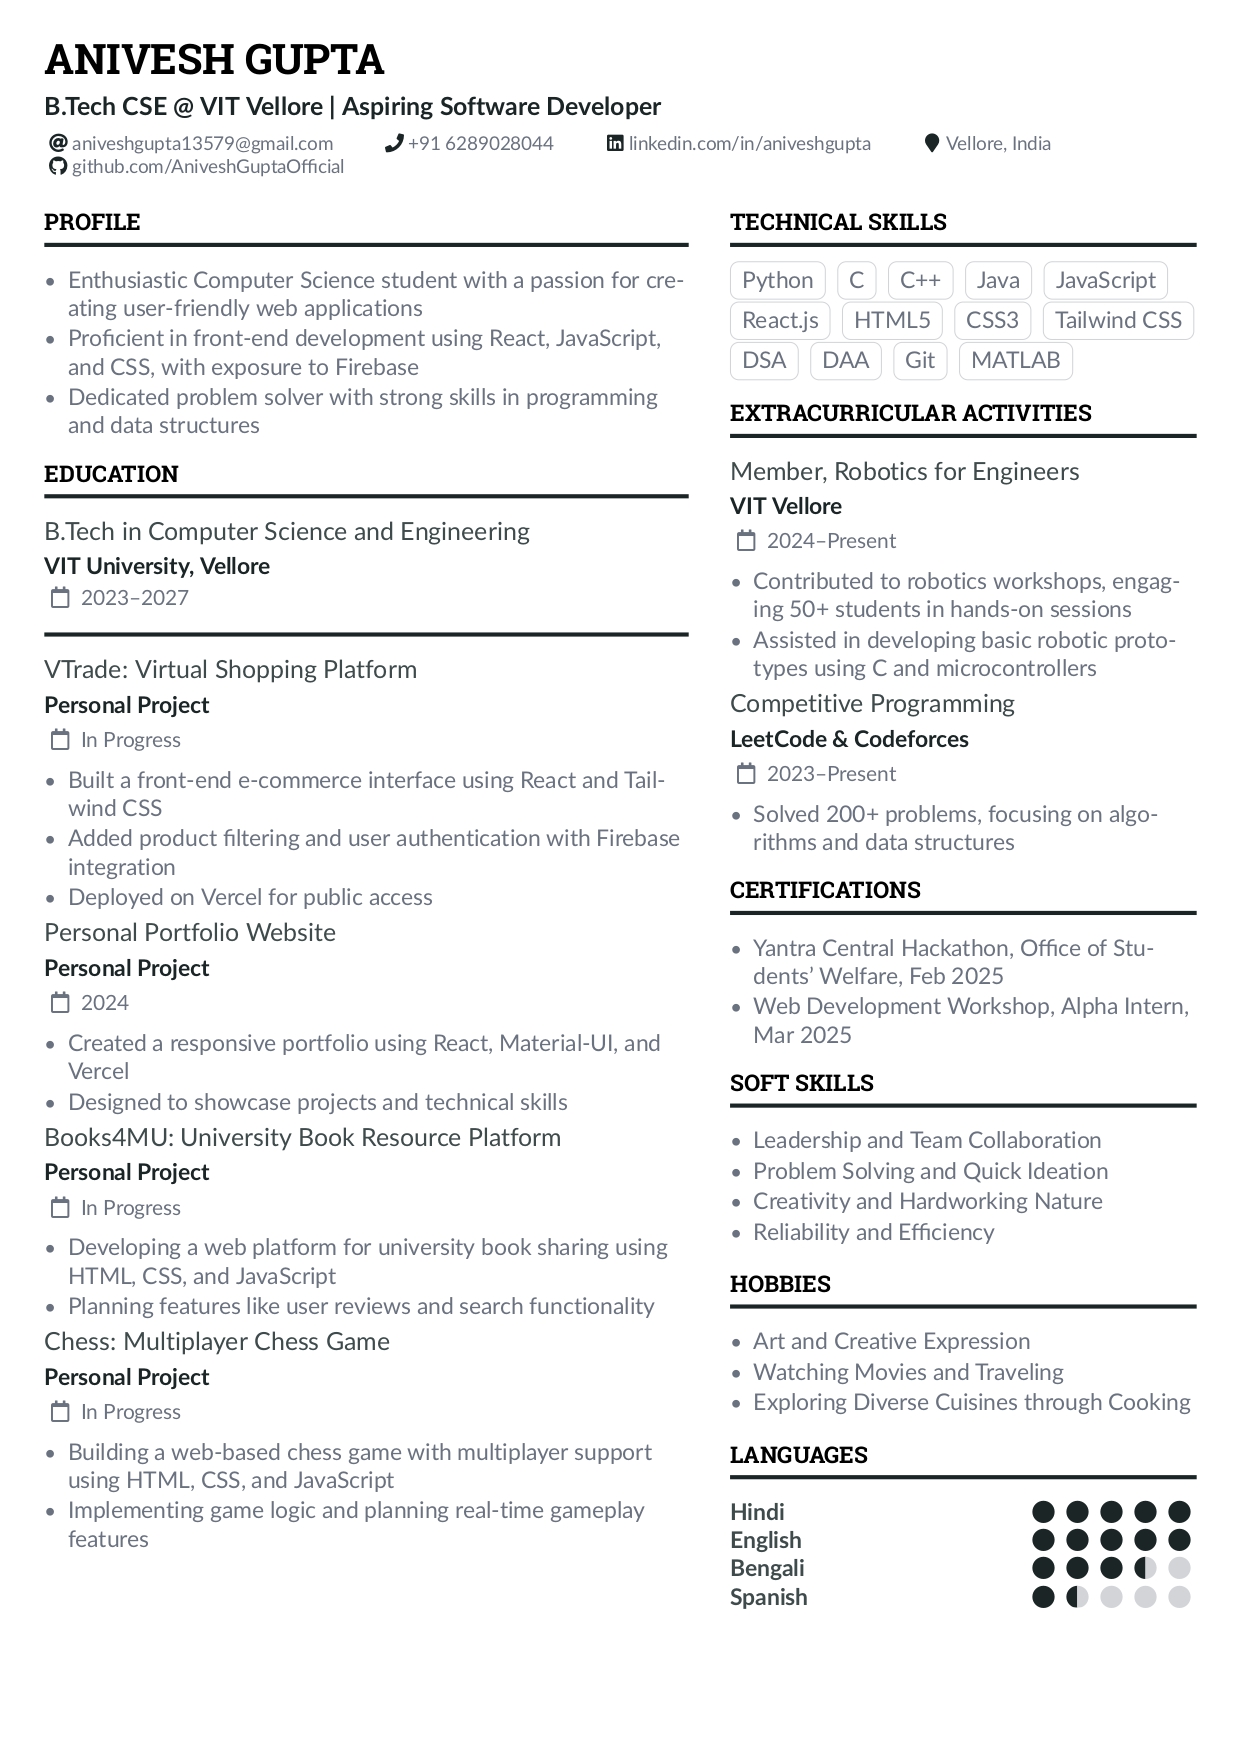 ANIVESH GUPTA
B.Tech CSE @ VIT Vellore | Aspiring Software Developer
aniveshgupta13579@gmail.com +91 6289028044 linkedin.com/in/aniveshgupta Vellore, India
github.com/AniveshGuptaOfficial
PROFILE
• Enthusiastic Computer Science student with a passion for cre-
ating user-friendly web applications
• Proficient in front-end development using React, JavaScript,
and CSS, with exposure to Firebase
• Dedicated problem solver with strong skills in programming
and data structures
EDUCATION
B.Tech in Computer Science and Engineering
VIT University, Vellore
2023–2027
VTrade: Virtual Shopping Platform
Personal Project
In Progress
• Built a front-end e-commerce interface using React and Tail-
wind CSS
• Added product filtering and user authentication with Firebase
integration
• Deployed on Vercel for public access
Personal Portfolio Website
Personal Project
2024
• Created a responsive portfolio using React, Material-UI, and
Vercel
• Designed to showcase projects and technical skills
Books4MU: University Book Resource Platform
Personal Project
In Progress
• Developing a web platform for university book sharing using
HTML, CSS, and JavaScript
• Planning features like user reviews and search functionality
Chess: Multiplayer Chess Game
Personal Project
In Progress
• Building a web-based chess game with multiplayer support
using HTML, CSS, and JavaScript
• Implementing game logic and planning real-time gameplay
features
TECHNICAL SKILLS
Python C C++ Java JavaScript
React.js HTML5 CSS3 Tailwind CSS
DSA DAA Git MATLAB
EXTRACURRICULAR ACTIVITIES
Member, Robotics for Engineers
VIT Vellore
2024–Present
• Contributed to robotics workshops, engag-
ing 50+ students in hands-on sessions
• Assisted in developing basic robotic proto-
types using C and microcontrollers
Competitive Programming
LeetCode & Codeforces
2023–Present
• Solved 200+ problems, focusing on algo-
rithms and data structures
CERTIFICATIONS
• Yantra Central Hackathon, Office of Stu-
dents’ Welfare, Feb 2025
• Web Development Workshop, Alpha Intern,
Mar 2025
SOFT SKILLS
• Leadership and Team Collaboration
• Problem Solving and Quick Ideation
• Creativity and Hardworking Nature
• Reliability and Efficiency
HOBBIES
• Art and Creative Expression
• Watching Movies and Traveling
• Exploring Diverse Cuisines through Cooking
LANGUAGES
Hindi
English
Bengali
Spanish